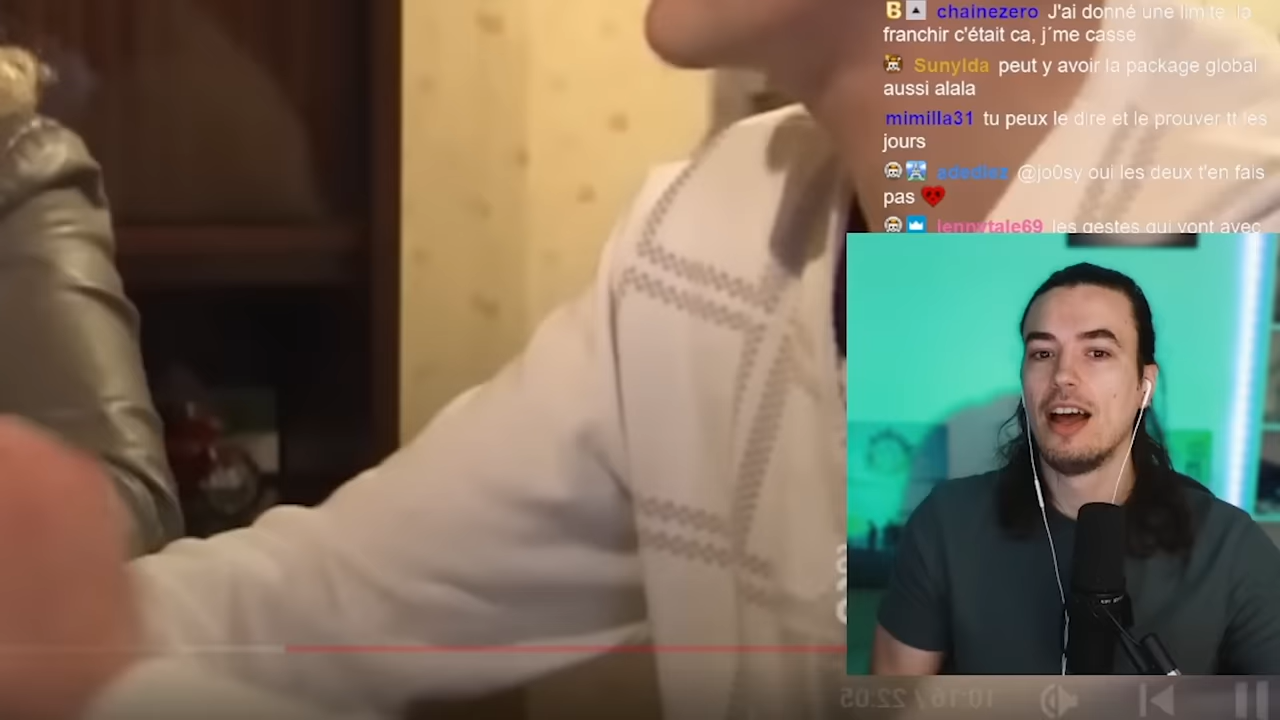 chainezero J'ai donné une limite, la
franchir c'était ca, j´me casse
Sunylda peut y avoir la package global
aussi alala
mimilla31 tu peux le dire et le prouver tt les
jours
@jo0sy oui les deux t'en fais
pas
lennytale69 les gestes qui vont avec
10:16 / 22:05